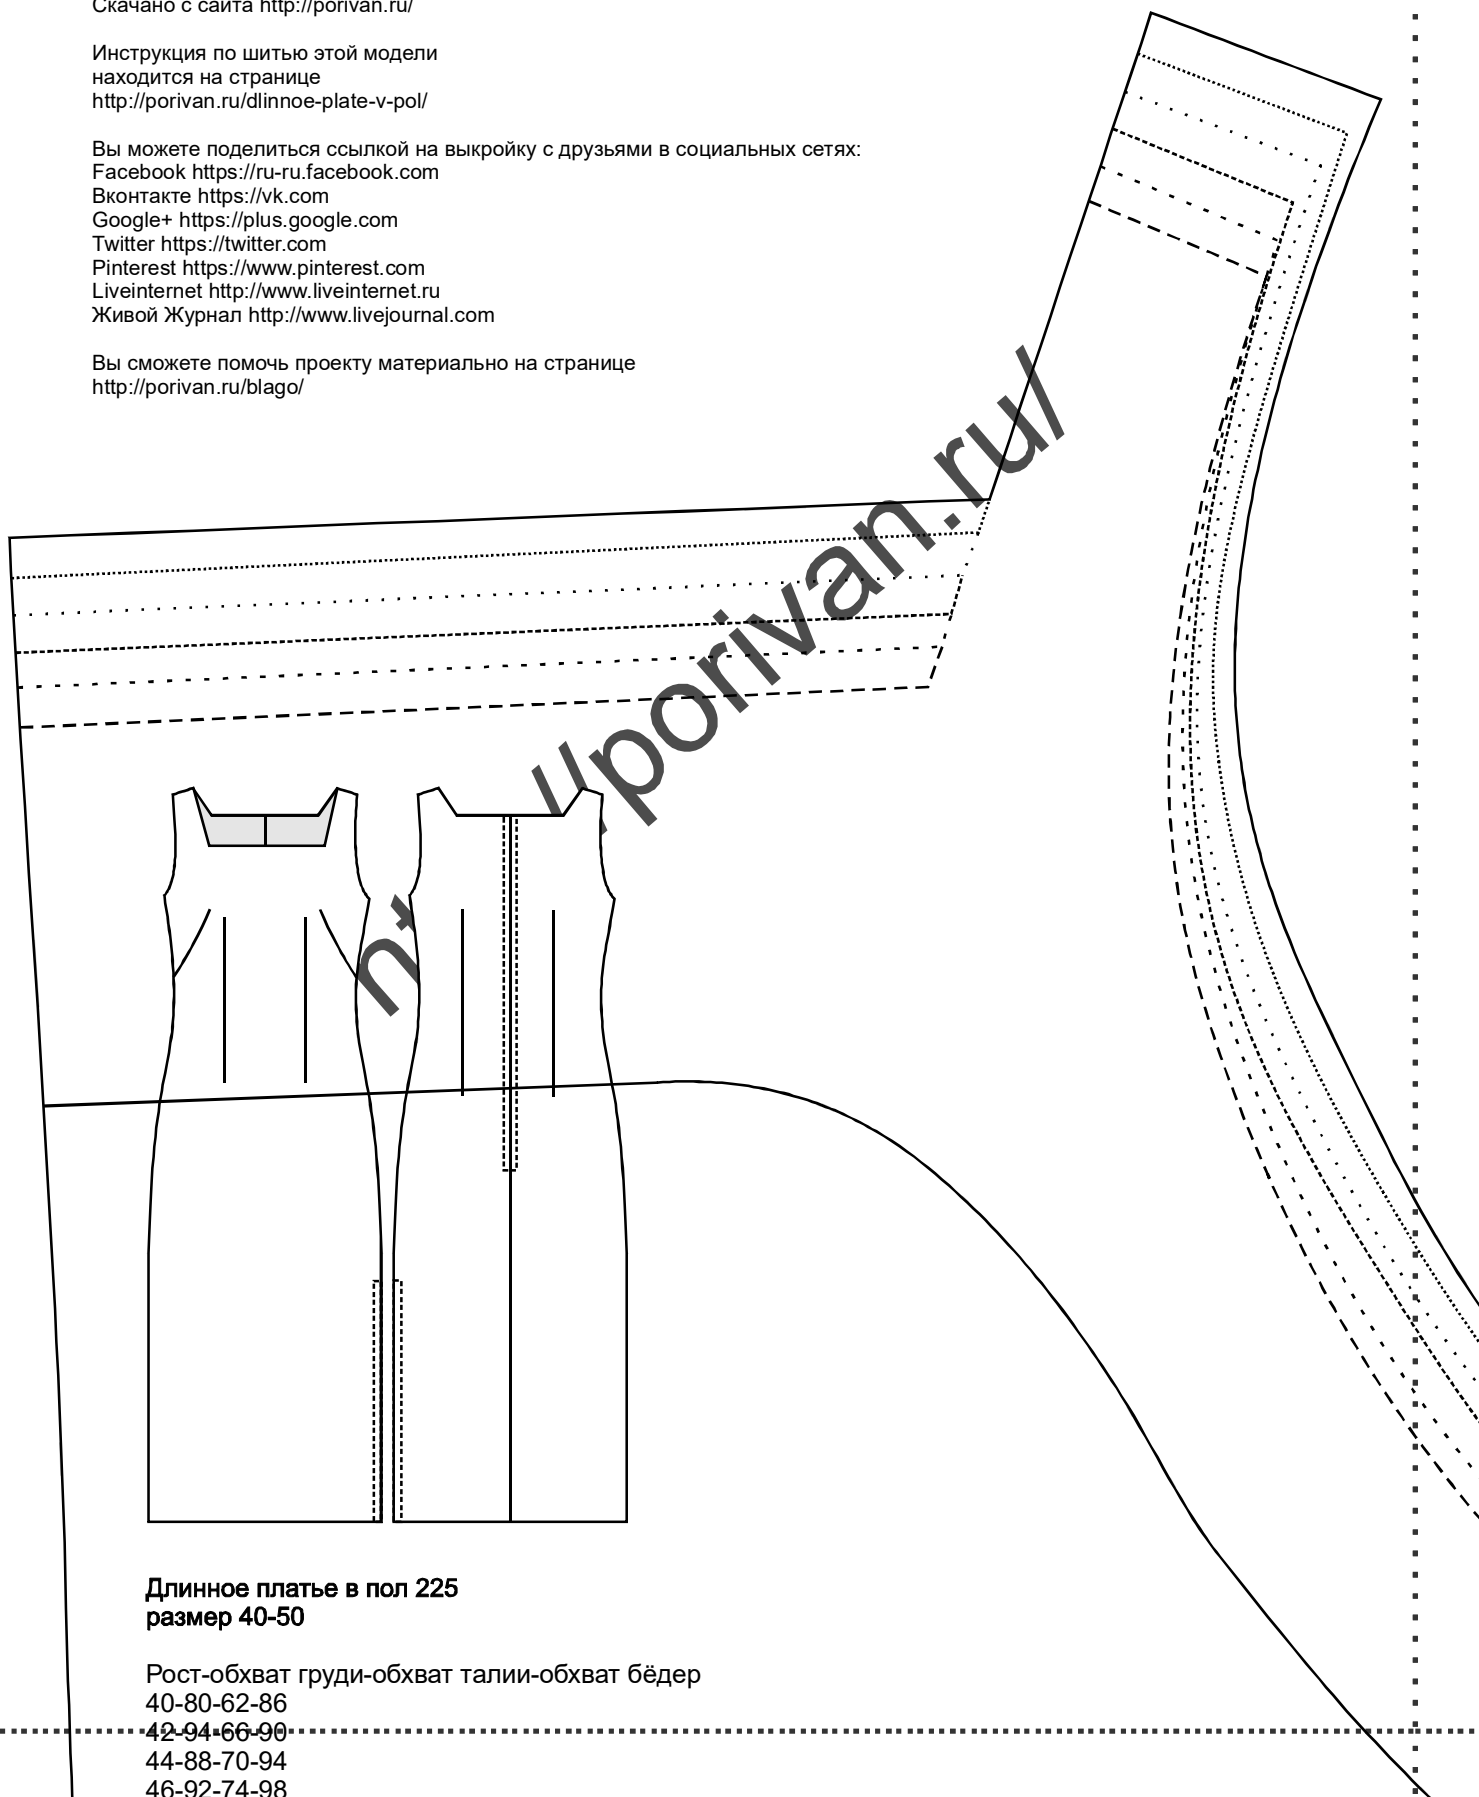 Скачано с сайта http://porivan.ru/
Инструкция по шитью этой модели
находится на странице
http://porivan.ru/dlinnoe-plate-v-pol/
Вы можете поделиться ссылкой на выкройку с друзьями в социальных сетях:
Facebook https://ru-ru.facebook.com
Вконтакте https://vk.com
Google+ https://plus.google.com
Twitter https://twitter.com
Pinterest https://www.pinterest.com
Liveinternet http://www.liveinternet.ru
Живой Журнал http://www.livejournal.com
Вы сможете помочь проекту материально на странице
http://porivan.ru/blago/
//porivan.ru/
Длинное платье в пол 225
размер 40-50
Рост-обхват груди-обхват талии-обхват бёдер
40-80-62-86
42-94-66-90
44-88-70-94
46-92-74-98